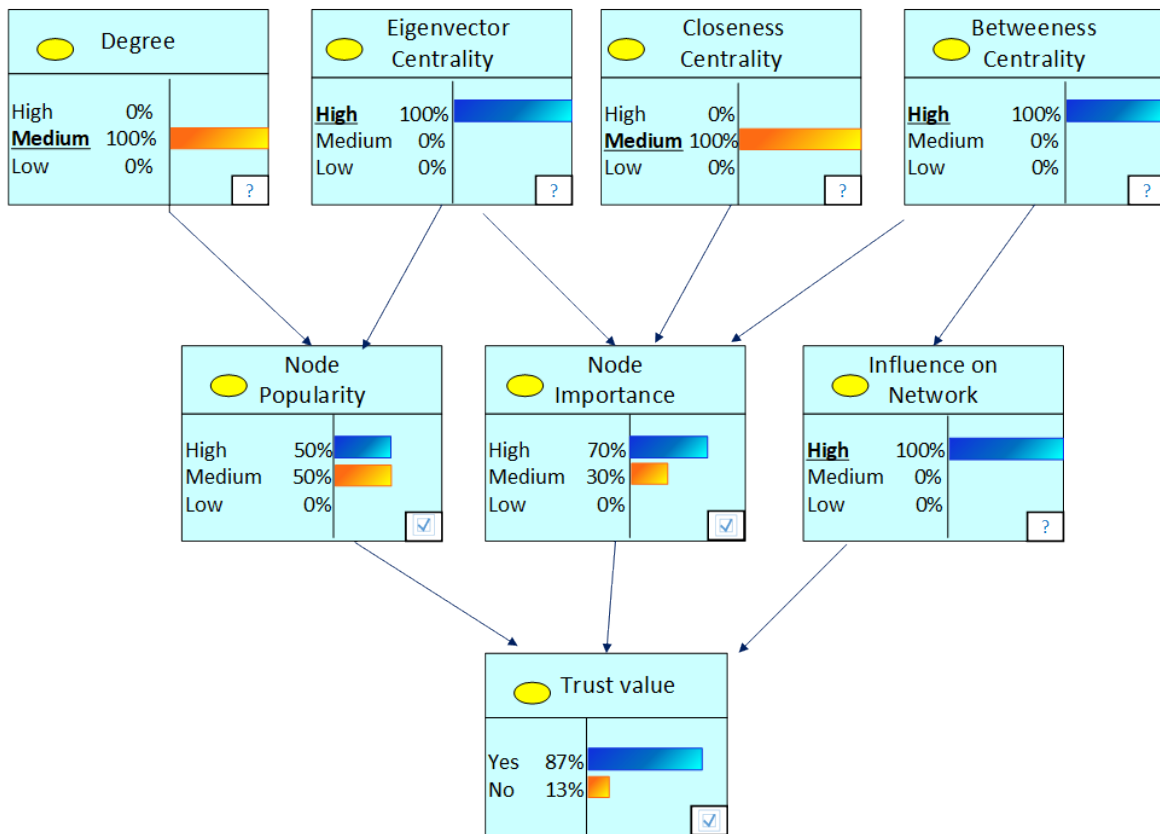 Degree
High 0%
Medium 100%
Low 0%
?
Eigenvector
Centrality
High 100%
Medium 0%
Low 0%
?
Closeness
Centrality
High 0%
Medium 100%
Low 0%
?
Betweeness
Centrality
High 100%
Medium 0%
Low 0%
?
Node
Popularity
High 50%
Medium 50%
Low 0%
Node
Importance
High 70%
Medium 30%
Low 0%
Influence on
Network
High 100%
Medium 0%
Low 0%
?
Trust value
Yes 87%
No 13%